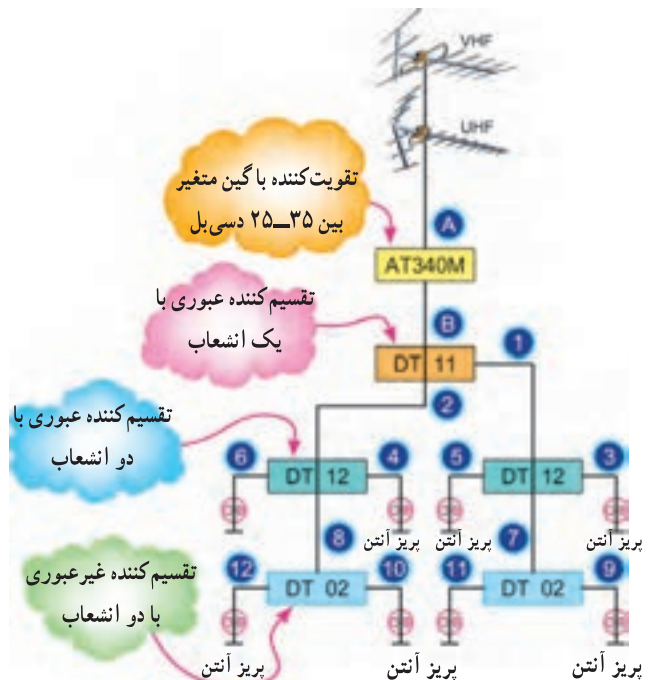 VHF
UHF
تقویت‌کننده با گین متغیر
بین ۳۵ــ۲۵ دسی‌بل
A
AT340M
تقسیم‌کننده عبوری با
یک انشعاب
B
1
DT 11
2
تقسیم‌کننده عبوری با
دو انشعاب
6
4
5
3
DT 12
DT 12
پریز آنتن
پریز آنتن
پریز آنتن
8
7
تقسیم‌کننده غیرعبوری
با دو انشعاب
12
10
11
9
DT 02
DT 02
پریز آنتن
پریز آنتن
پریز آنتن